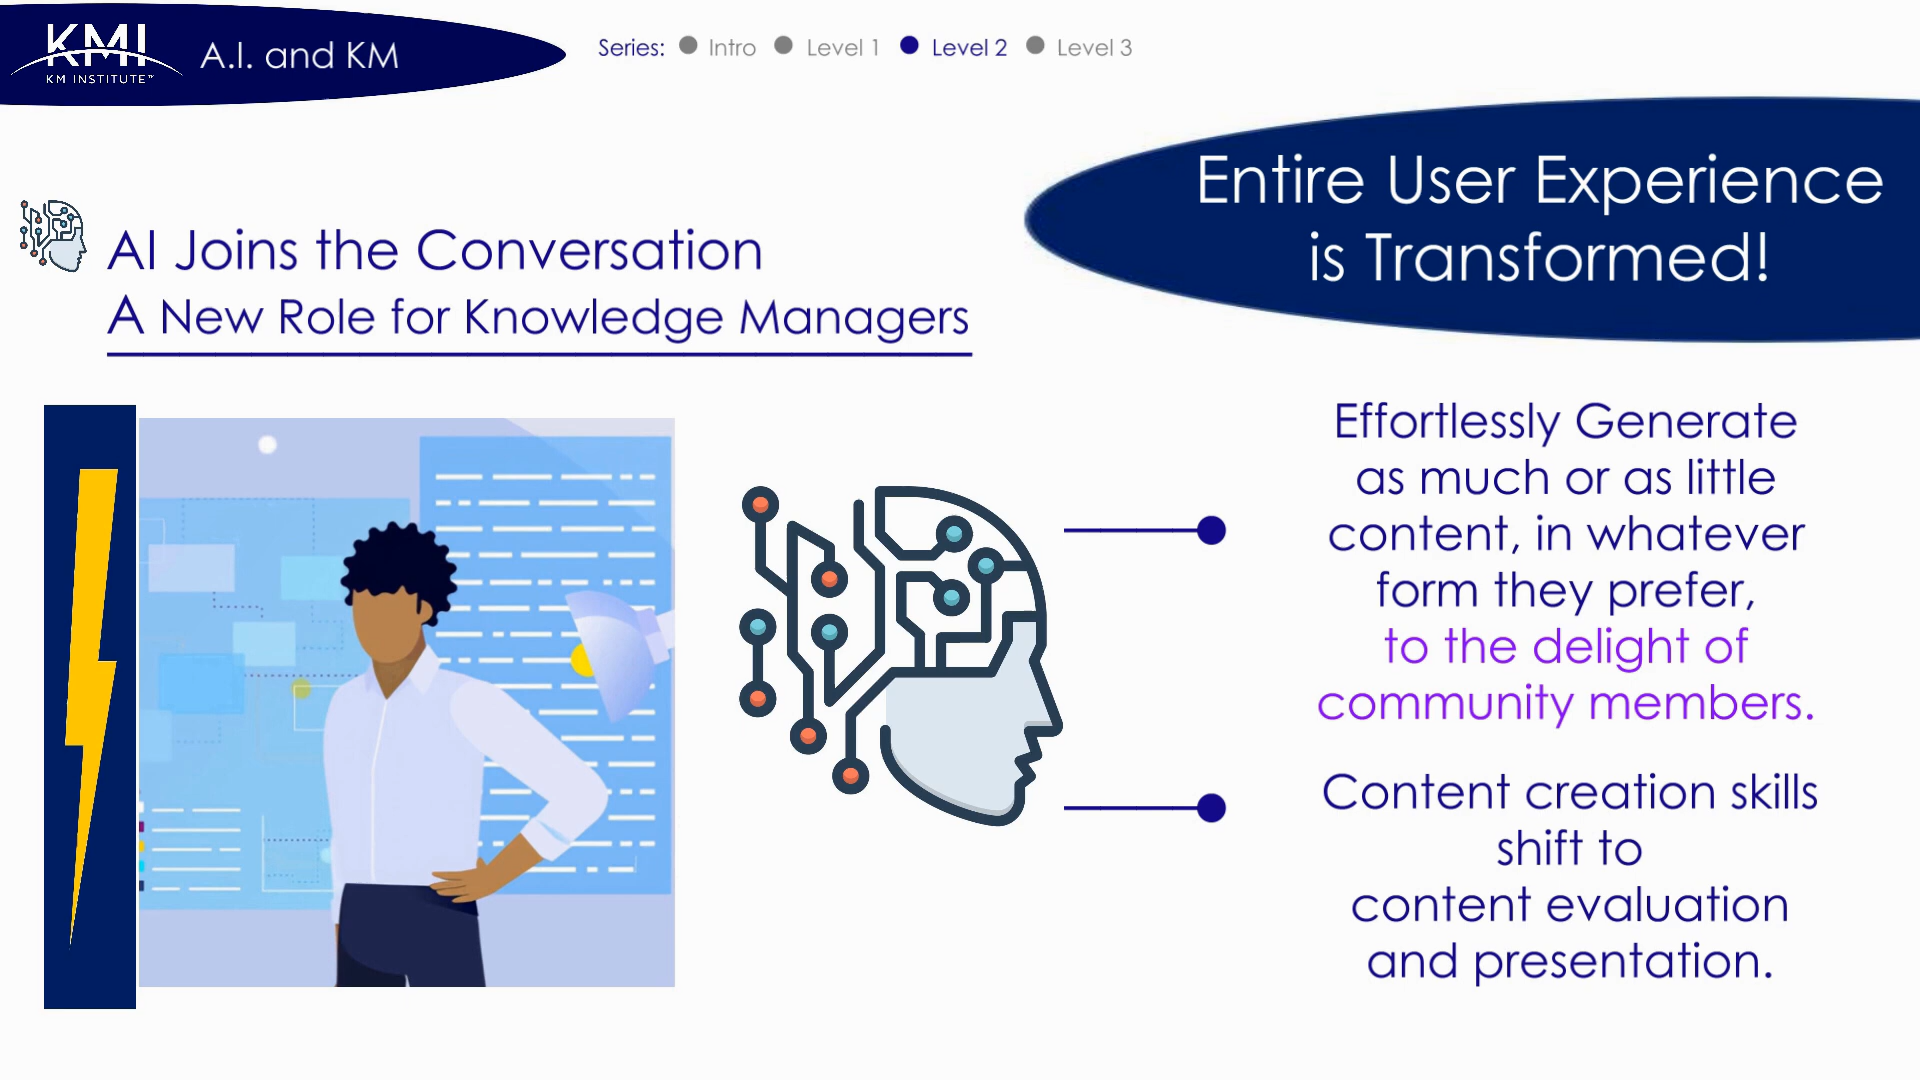 KMI
KM INSTITUTE™
A.I. and KM
Series: Intro Level 1 Level 2 Level 3
Entire User Experience
is Transformed!
AI Joins the Conversation
A New Role for Knowledge Managers
Effortlessly Generate
as much or as little
content, in whatever
form they prefer,
to the delight of
community members.
Content creation skills
shift to
content evaluation
and presentation.